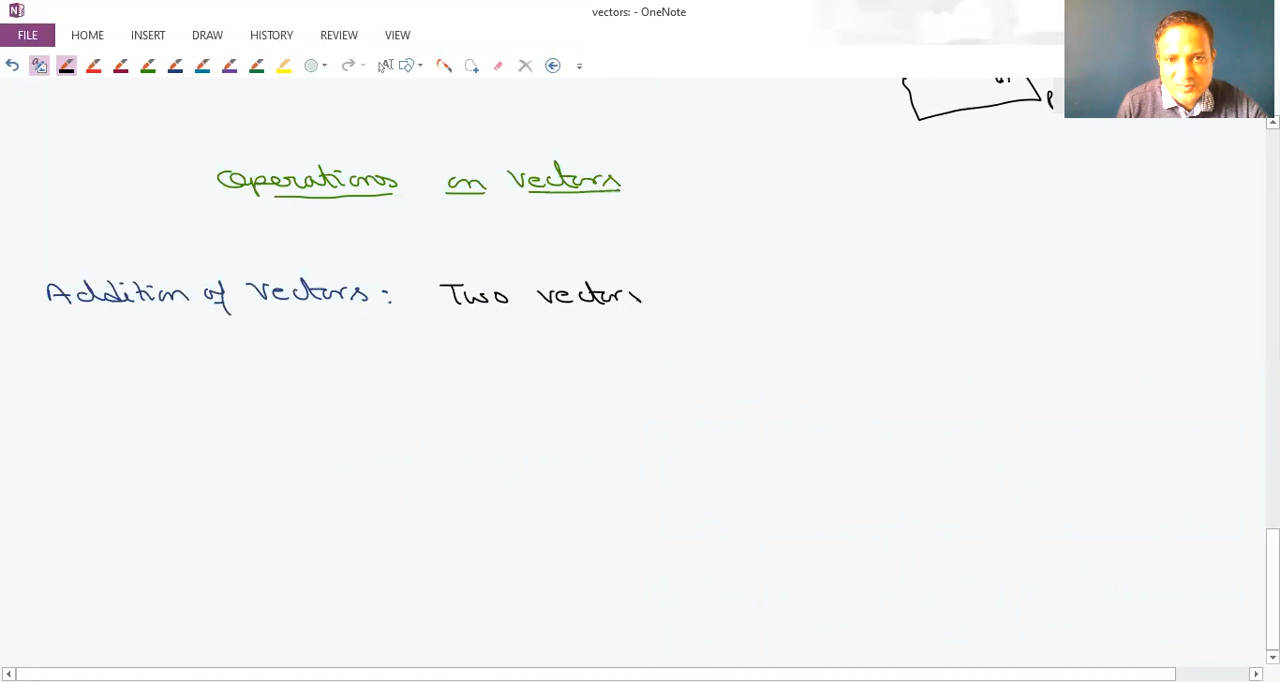 vectors: - OneNote
FILE HOME INSERT DRAW HISTORY REVIEW VIEW
P
Operations on Vectors
Addition of Vectors: Two vectors